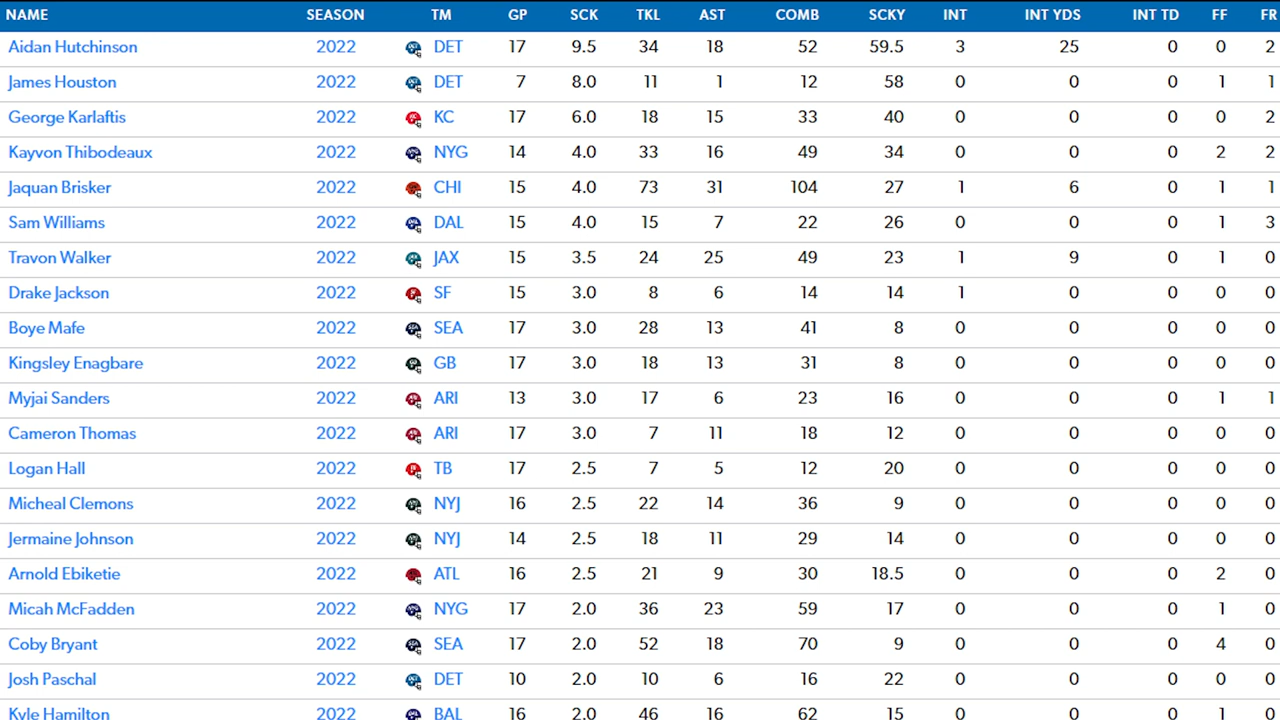 NAME SEASON TM GP SCK TKL AST COMB SCKY INT INT YDS INT TD FF FR
Aidan Hutchinson 2022 DET 17 9.5 34 18 52 59.5 3 25 0 0 2
James Houston 2022 DET 7 8.0 11 1 12 58 0 0 0 1 1
George Karlaftis 2022 KC 17 6.0 18 15 33 40 0 0 0 0 2
Kayvon Thibodeaux 2022 NYG 14 4.0 33 16 49 34 0 0 0 2 2
Jaquan Brisker 2022 CHI 15 4.0 73 31 104 27 1 6 0 1 1
Sam Williams 2022 DAL 15 4.0 15 7 22 26 0 0 0 1 3
Travon Walker 2022 JAX 15 3.5 24 25 49 23 1 9 0 1 0
Drake Jackson 2022 SF 15 3.0 8 6 14 14 1 0 0 0 0
Boye Mafe 2022 SEA 17 3.0 28 13 41 8 0 0 0 0 0
Kingsley Enagbare 2022 GB 17 3.0 18 13 31 8 0 0 0 0 0
Myjai Sanders 2022 ARI 13 3.0 17 6 23 16 0 0 0 1 1
Cameron Thomas 2022 ARI 17 3.0 7 11 18 12 0 0 0 0 0
Logan Hall 2022 TB 17 2.5 7 5 12 20 0 0 0 0 0
Micheal Clemons 2022 NYJ 16 2.5 22 14 36 9 0 0 0 0 0
Jermaine Johnson 2022 NYJ 14 2.5 18 11 29 14 0 0 0 0 0
Arnold Ebiketie 2022 ATL 16 2.5 21 9 30 18.5 0 0 0 2 0
Micah McFadden 2022 NYG 17 2.0 36 23 59 17 0 0 0 1 0
Coby Bryant 2022 SEA 17 2.0 52 18 70 9 0 0 0 4 0
Josh Paschal 2022 DET 10 2.0 10 6 16 22 0 0 0 0 0
Kyle Hamilton 2022 BAL 16 2.0 46 16 62 15 0 0 0 1 0